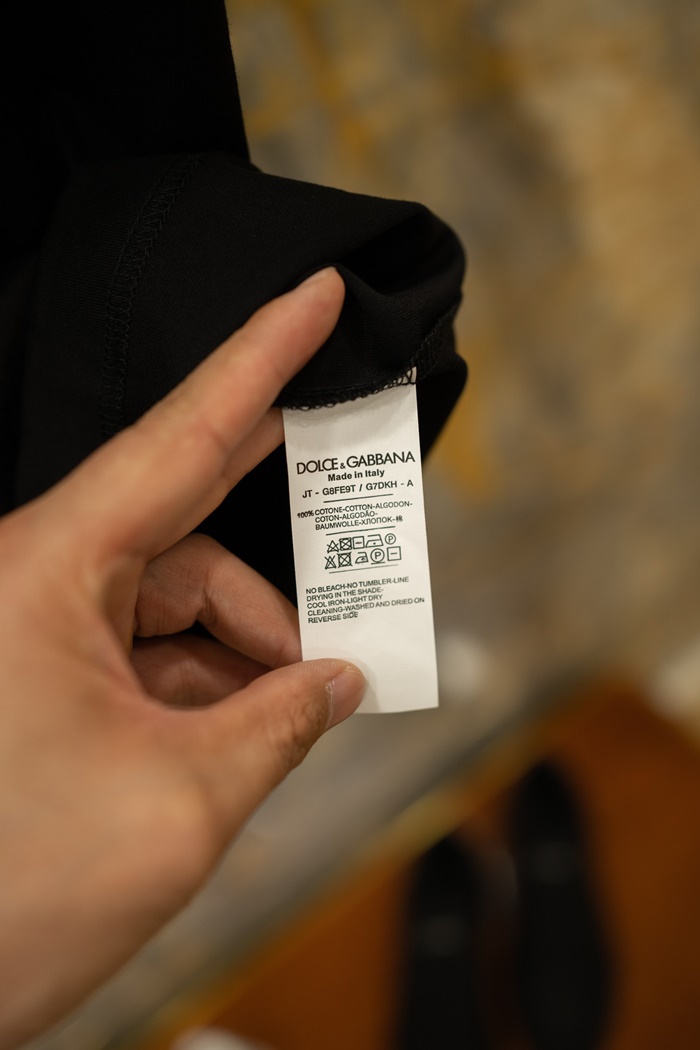 DOLCE & GABBANA
Made in Italy
JT - G8FE9T / G7DKH - A
100% COTONE-COTTON-ALGODON-
COTON-ALGODÃO-
BAUMWOLLE-ХЛОПОК-棉
P
P
NO BLEACH-NO TUMBLER-LINE
DRYING IN THE SHADE-
COOL IRON-LIGHT DRY
CLEANING-WASHED AND DRIED ON
REVERSE SIDE